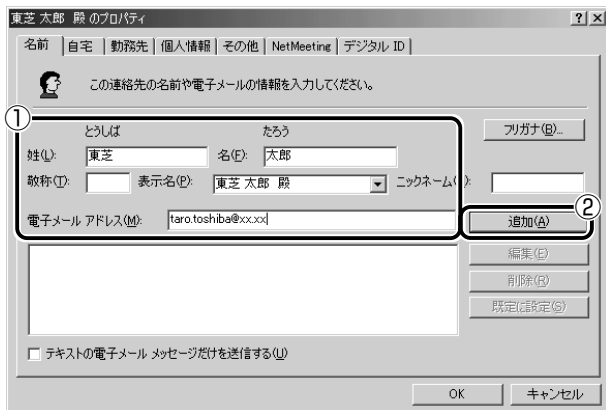 東芝 太郎 殿 のプロパティ ? ×
名前 自宅 勤務先 個人情報 その他 NetMeeting デジタル ID
この連絡先の名前や電子メールの情報を入力してください。
①
とうしば たろう フリガナ(B)...
姓(L): 東芝 名(F): 太郎
敬称(T): 表示名(P): 東芝 太郎 殿 ニックネーム( ):
②
電子メール アドレス(M): taro.toshiba@xx.xx 追加(A)
編集(E)
削除(R)
既定に設定(S)
テキストの電子メール メッセージだけを送信する(U)
OK キャンセル